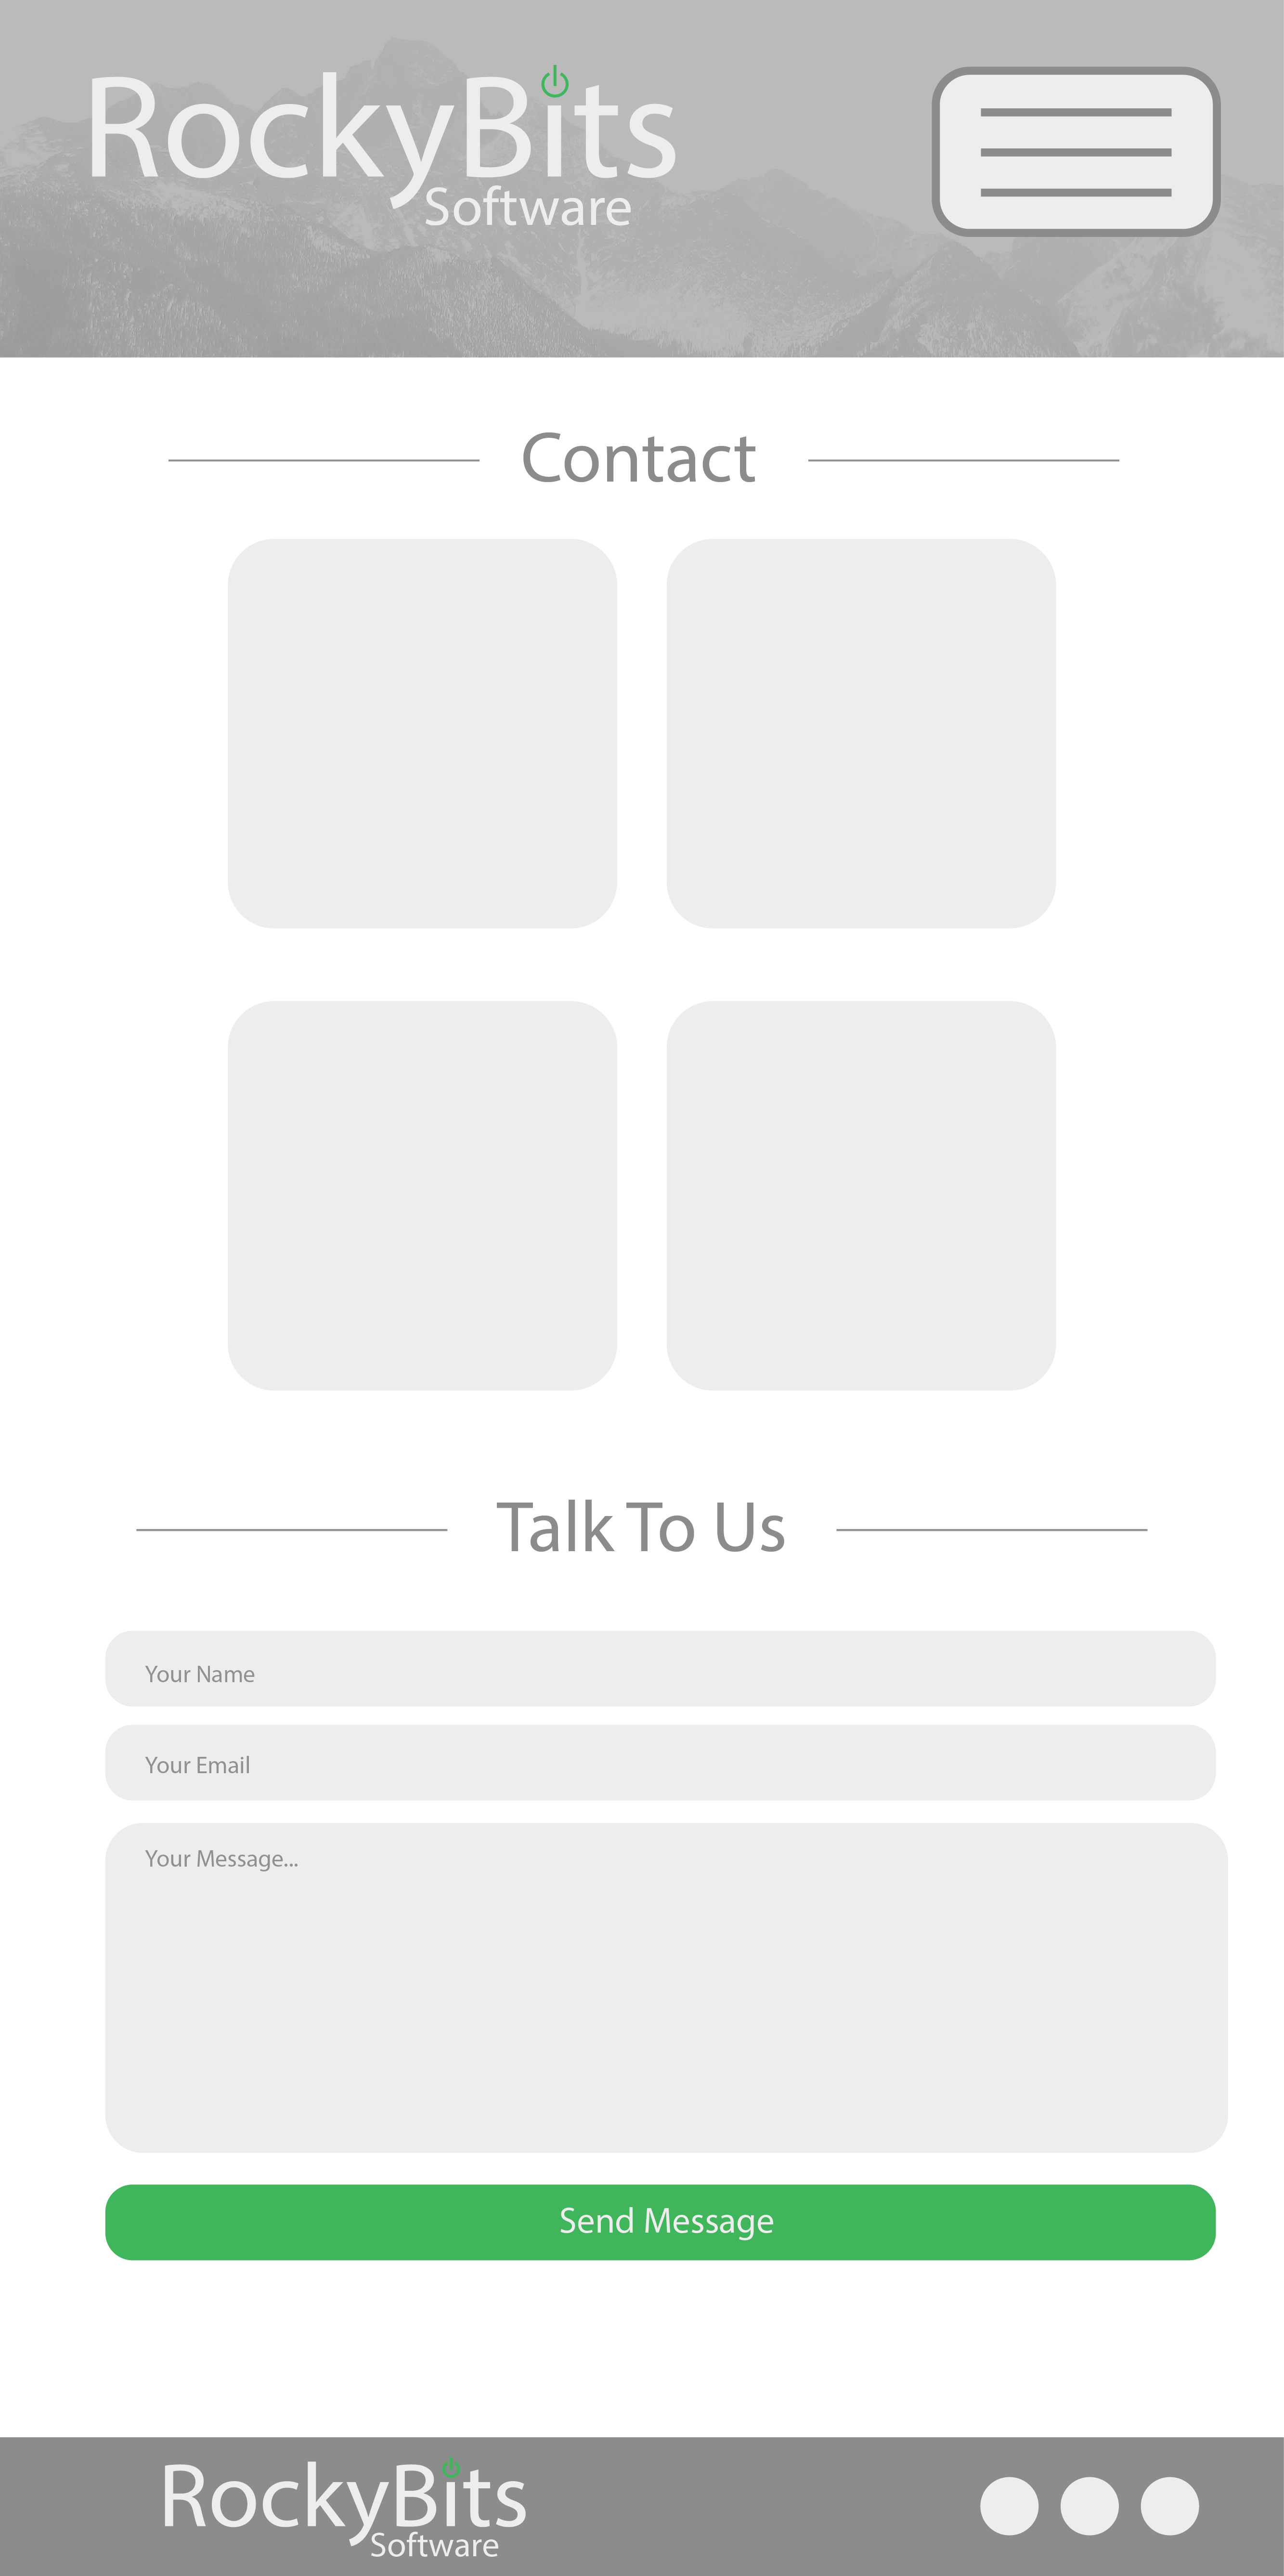 RockyBits
Software
Contact
Talk To Us
Your Name
Your Email
Your Message...
Send Message
RockyBits
Software